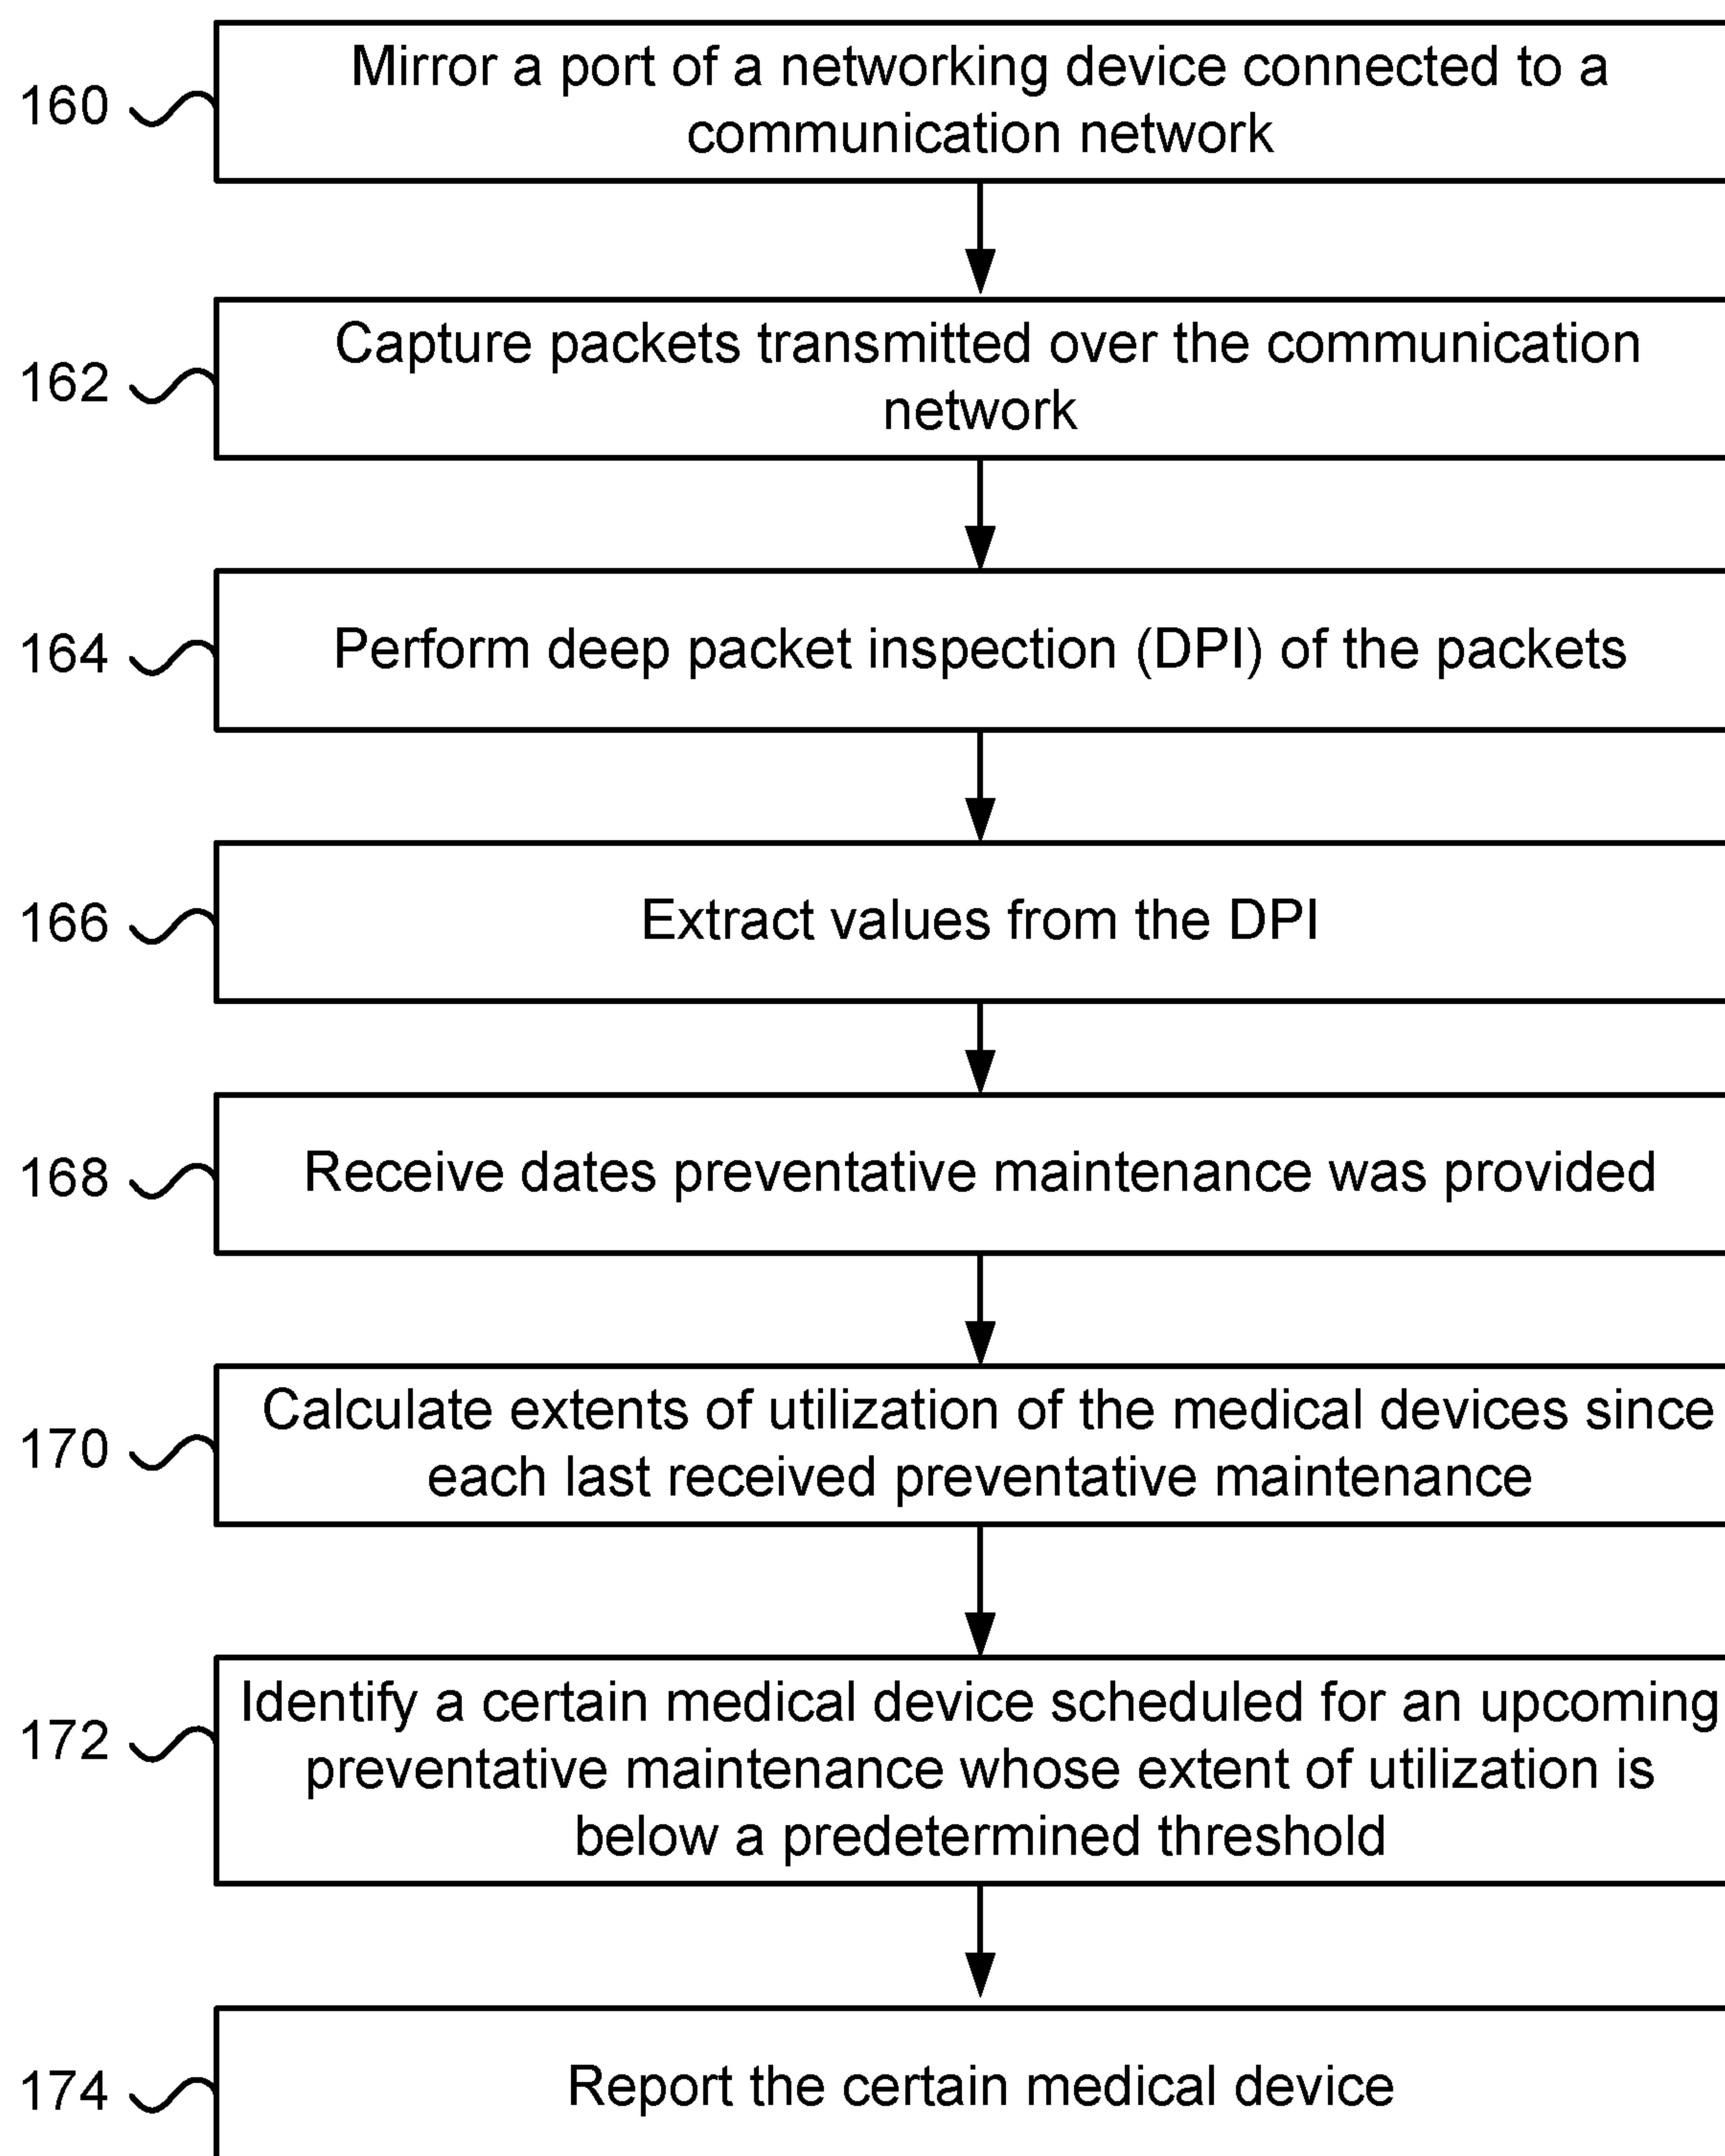 160
Mirror a port of a networking device connected to a
communication network
162
Capture packets transmitted over the communication
network
164
Perform deep packet inspection (DPI) of the packets
166
Extract values from the DPI
168
Receive dates preventative maintenance was provided
170
Calculate extents of utilization of the medical devices since
each last received preventative maintenance
172
Identify a certain medical device scheduled for an upcoming
preventative maintenance whose extent of utilization is
below a predetermined threshold
174
Report the certain medical device